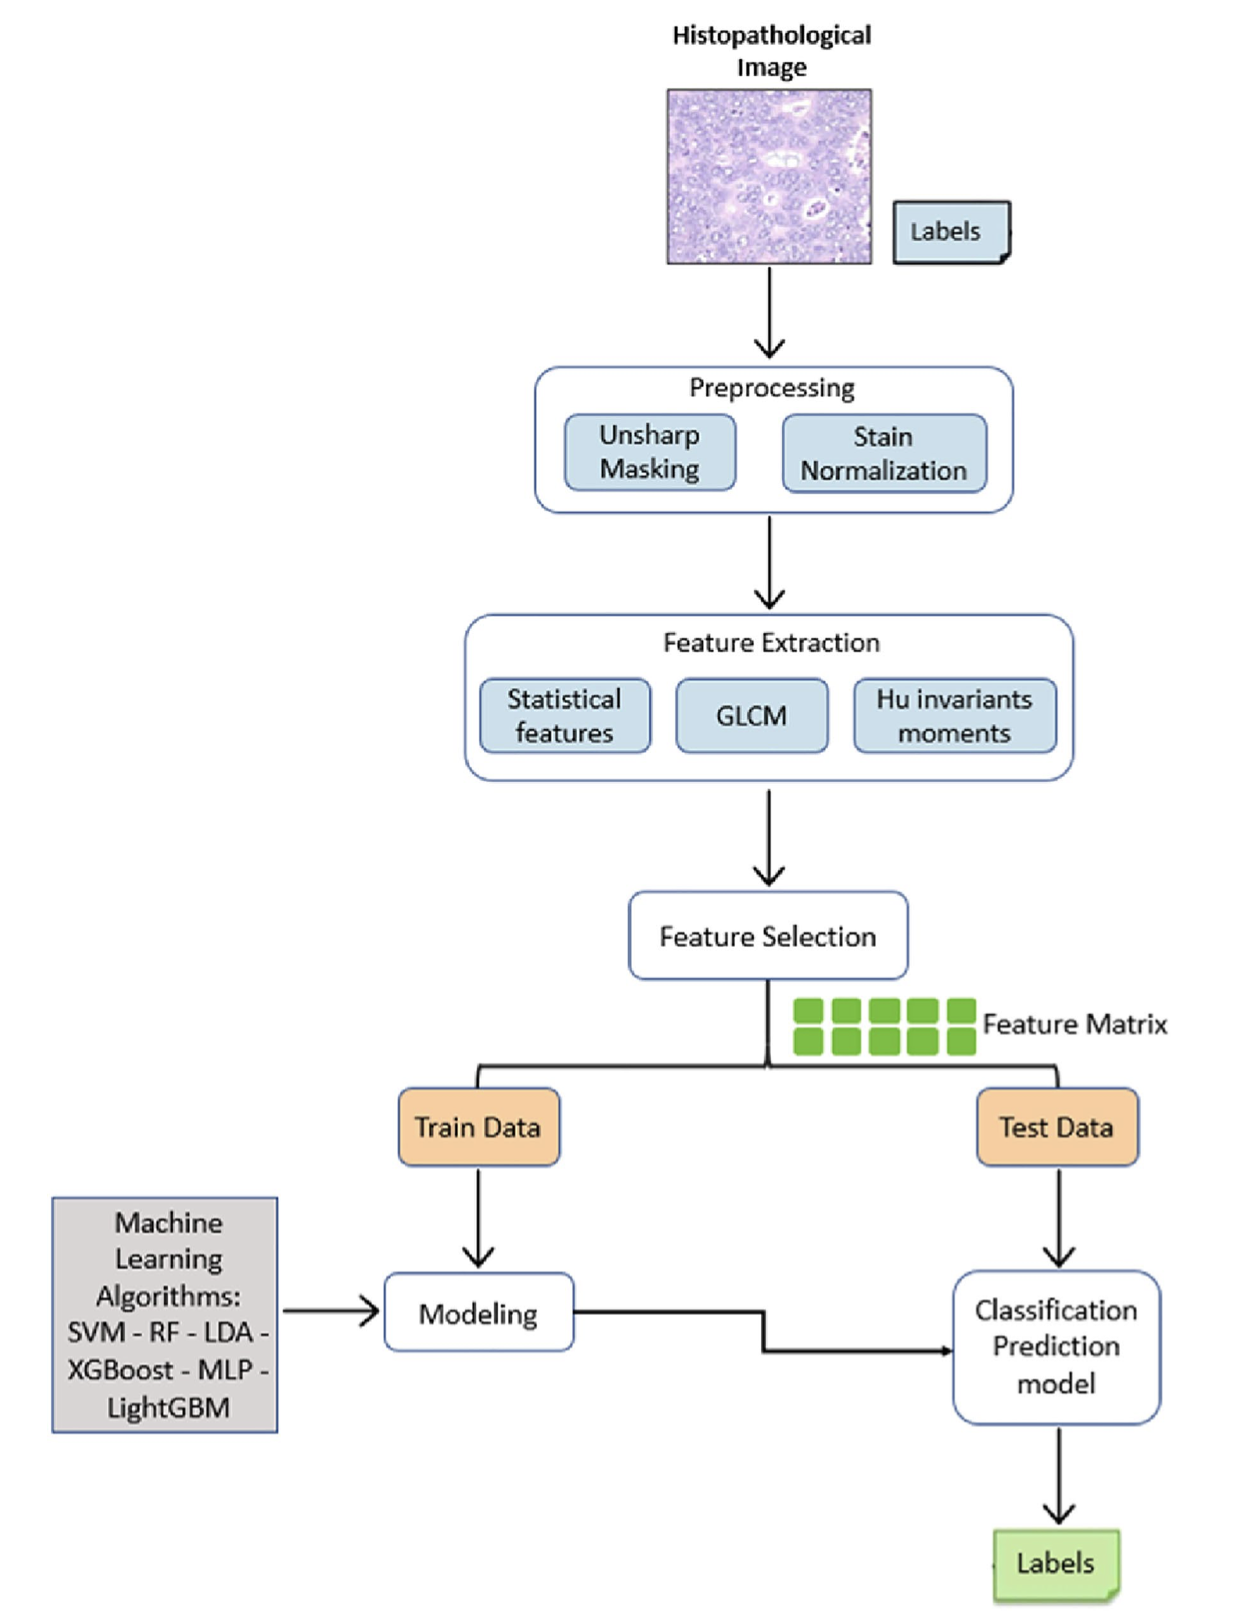 Histopathological
Image
Labels
Preprocessing
Unsharp
Masking
Stain
Normalization
Feature Extraction
Statistical
features
GLCM
Hu invariants
moments
Feature Selection
Feature Matrix
Train Data
Test Data
Machine
Learning
Algorithms:
SVM - RF - LDA -
XGBoost - MLP -
LightGBM
Modeling
Classification
Prediction
model
Labels